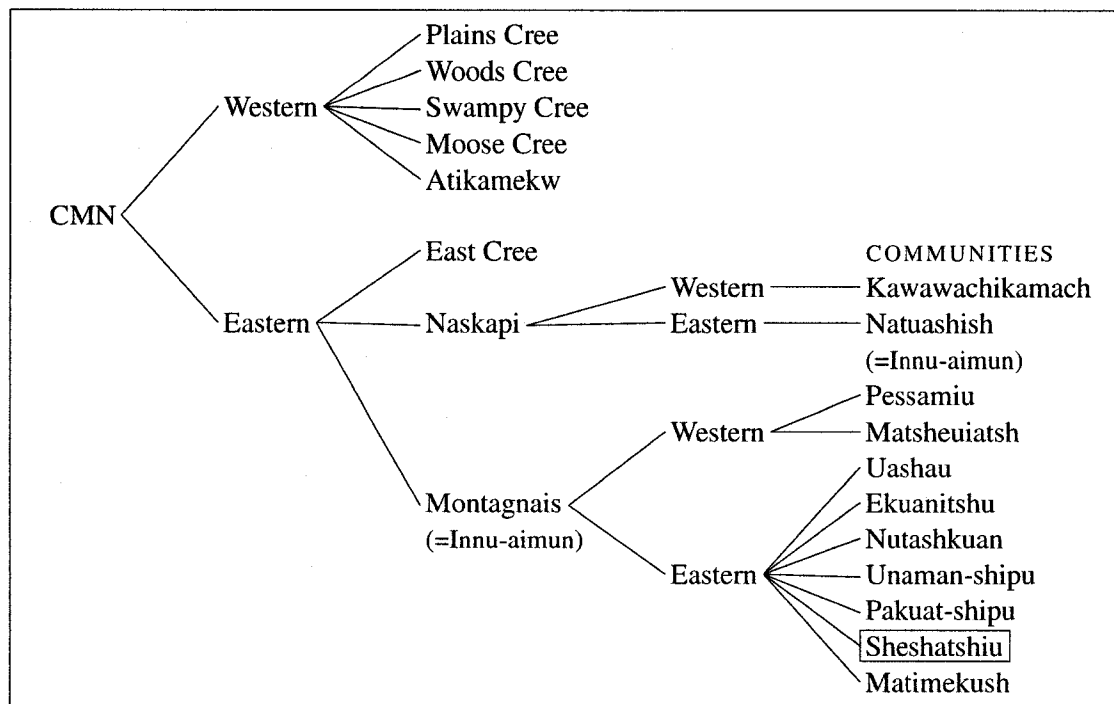 Plains Cree
Woods Cree
Western
Swampy Cree
Moose Cree
Atikamekw
CMN
East Cree
COMMUNITIES
Western
Kawawachikamach
Eastern
Naskapi
Eastern
Natuashish
(=Innu-aimun)
Pessamiu
Western
Matsheuiatsh
Uashau
Montagnais
Ekuanitshu
(=Innu-aimun)
Nutashkuan
Eastern
Unaman-shipu
Pakuat-shipu
Sheshatshiu
Matimekush